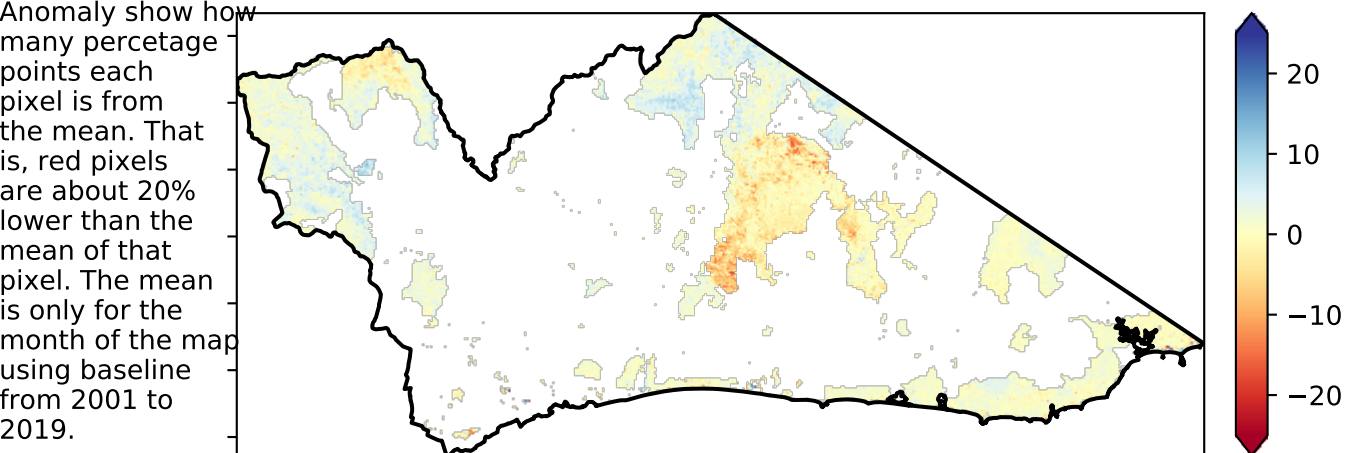 Anomaly show how
many percetage
points each
pixel is from
the mean. That
is, red pixels
are about 20%
lower than the
mean of that
pixel. The mean
is only for the
month of the map
using baseline
from 2001 to
2019.
20
10
0
−10
−20